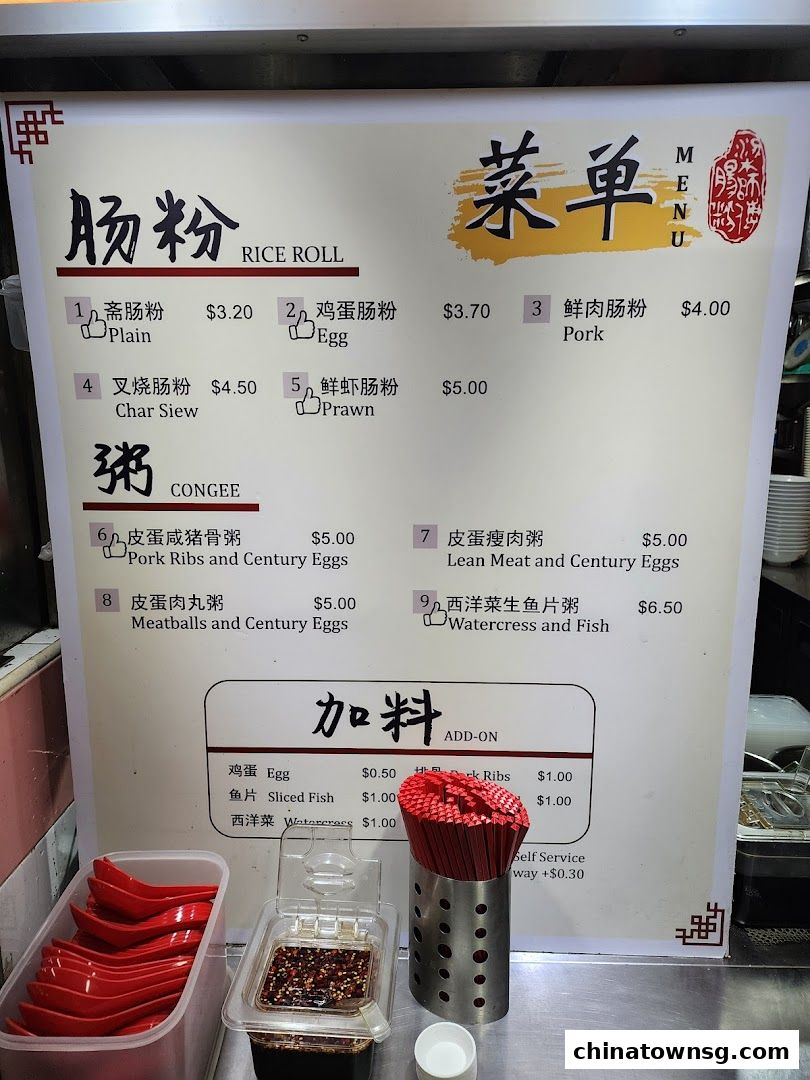 菜单
MENU
肠粉 RICE ROLL
1 斋肠粉 $3.20
Plain
2 鸡蛋肠粉 $3.70
Egg
3 鲜肉肠粉 $4.00
Pork
4 叉烧肠粉 $4.50
Char Siew
5 鲜虾肠粉 $5.00
Prawn
粥 CONGEE
6 皮蛋咸猪骨粥 $5.00
Pork Ribs and Century Eggs
7 皮蛋瘦肉粥 $5.00
Lean Meat and Century Eggs
8 皮蛋肉丸粥 $5.00
Meatballs and Century Eggs
9 西洋菜生鱼片粥 $6.50
Watercress and Fish
加料 ADD-ON
鸡蛋 Egg $0.50
排骨 Pork Ribs $1.00
鱼片 Sliced Fish $1.00
$1.00
西洋菜 Watercress $1.00
Self Service
way +$0.30
chinatownsg.com